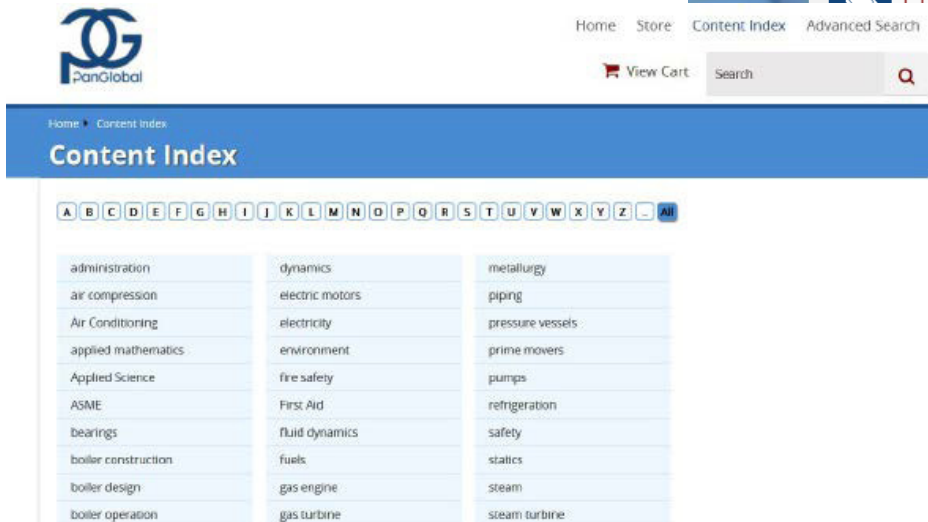 PanGlobal
Home Store Content Index Advanced Search
View Cart Search
Home Content Index
Content Index
A B C D E F G H I J K L M N O P Q R S T U V W X Y Z _ All
administration
air compression
Air Conditioning
applied mathematics
Applied Science
ASME
bearings
boiler construction
boiler design
boiler operation
dynamics
electric motors
electricity
environment
fire safety
First Aid
fluid dynamics
fuels
gas engine
gas turbine
metallurgy
piping
pressure vessels
prime movers
pumps
refrigeration
safety
statics
steam
steam turbine